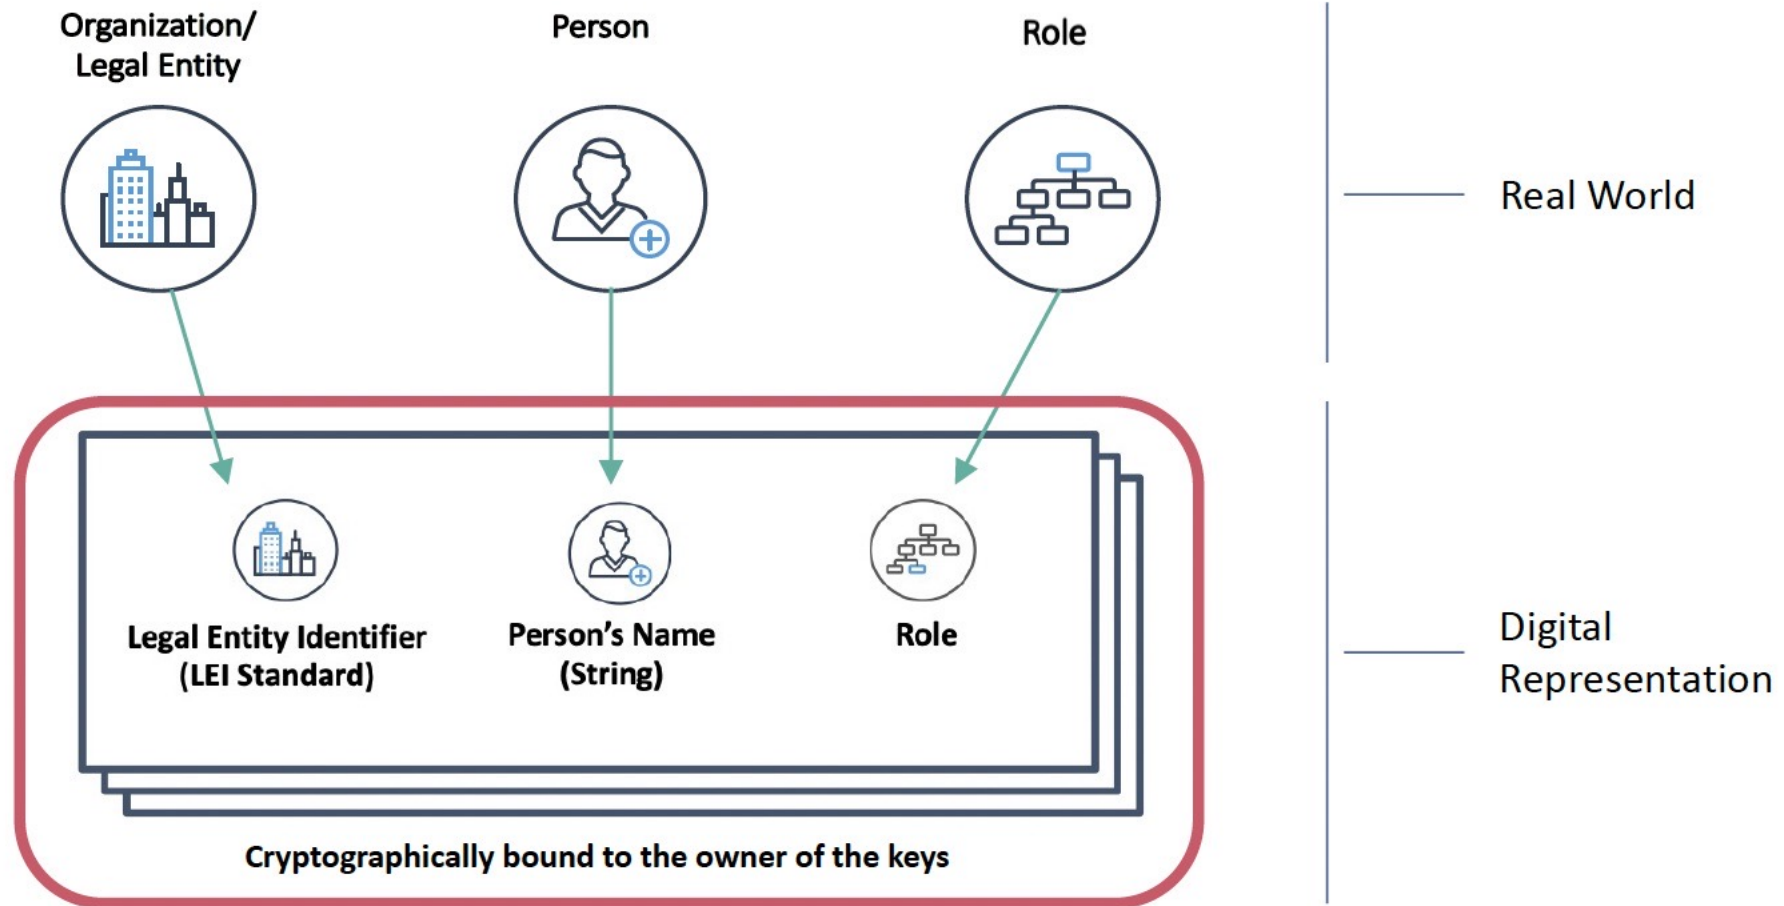 Organization/
Legal Entity
Person
Role
Real World
Legal Entity Identifier
(LEI Standard)
Person's Name
(String)
Role
Digital
Representation
Cryptographically bound to the owner of the keys